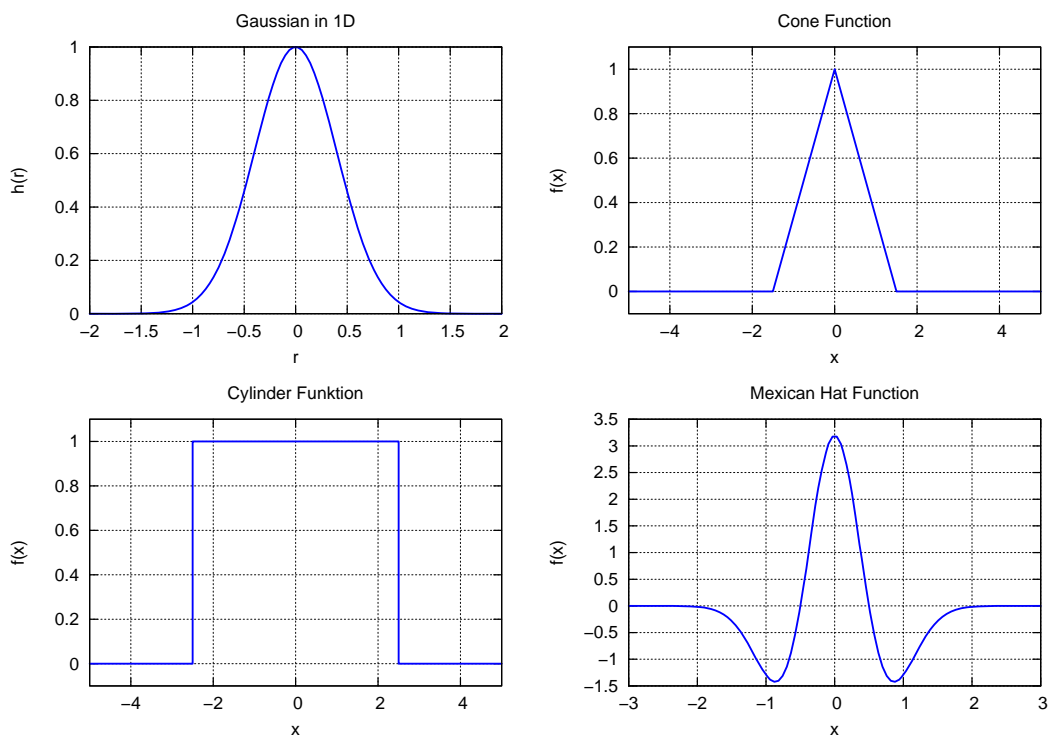 Gaussian in 1D
1
0.8
0.6
0.4
0.2
0
h(r)
−2 −1.5 −1 −0.5 0 0.5 1 1.5 2
r
Cone Function
1
0.8
0.6
0.4
0.2
0
f(x)
−4 −2 0 2 4
x
Cylinder Funktion
1
0.8
0.6
0.4
0.2
0
f(x)
−4 −2 0 2 4
x
Mexican Hat Function
3.5
3
2.5
2
1.5
1
0.5
0
−0.5
−1
−1.5
f(x)
−3 −2 −1 0 1 2 3
x